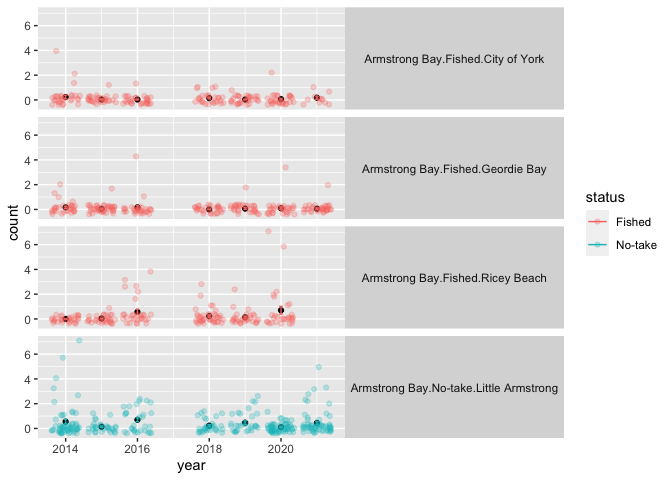 6
4
2
0
Armstrong Bay.Fished.City of York
6
4
2
0
Armstrong Bay.Fished.Geordie Bay
6
4
2
0
Armstrong Bay.Fished.Ricey Beach
6
4
2
0
Armstrong Bay.No-take.Little Armstrong
count
2014 2016 2018 2020
year
status
Fished
No-take